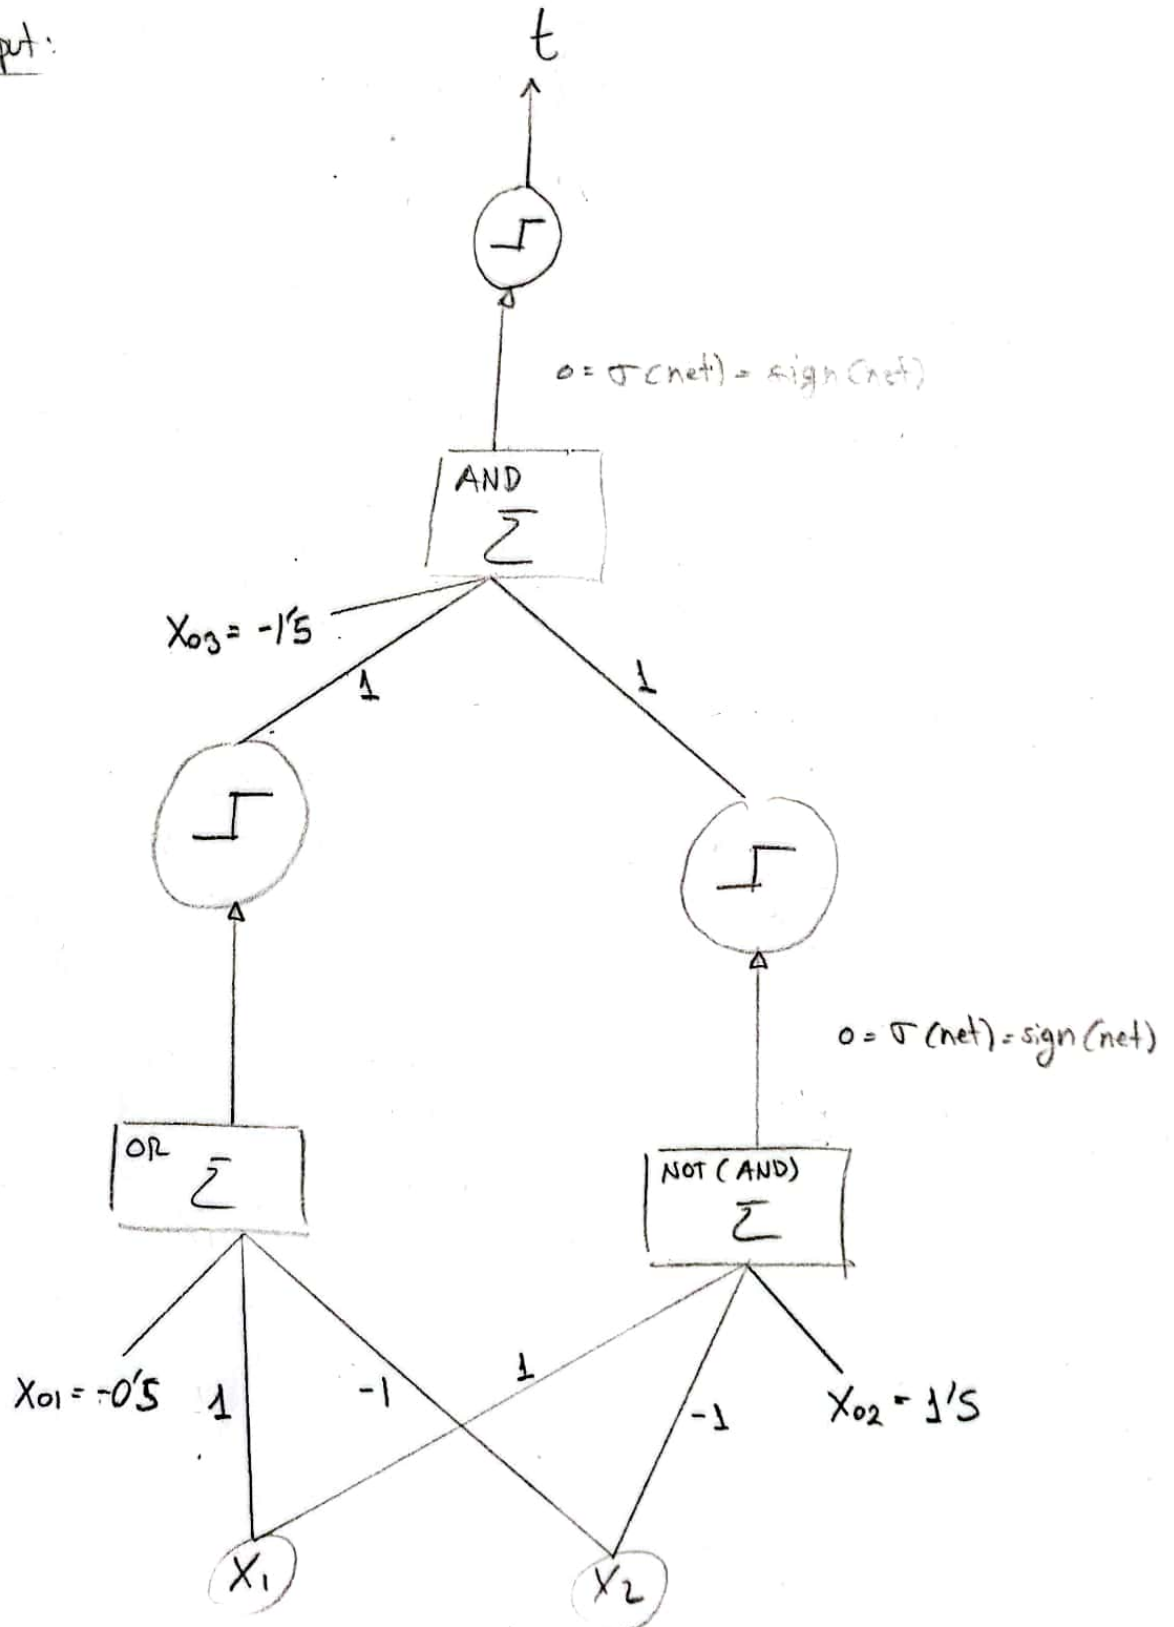 put:
t
o = σ(net) = sign(net)
AND
Σ
X03 = -1'5
1
1
o = σ(net) = sign(net)
OR
Σ
NOT (AND)
Σ
X01 = -0'5
1
-1
1
-1
X02 = 1'5
X1
X2